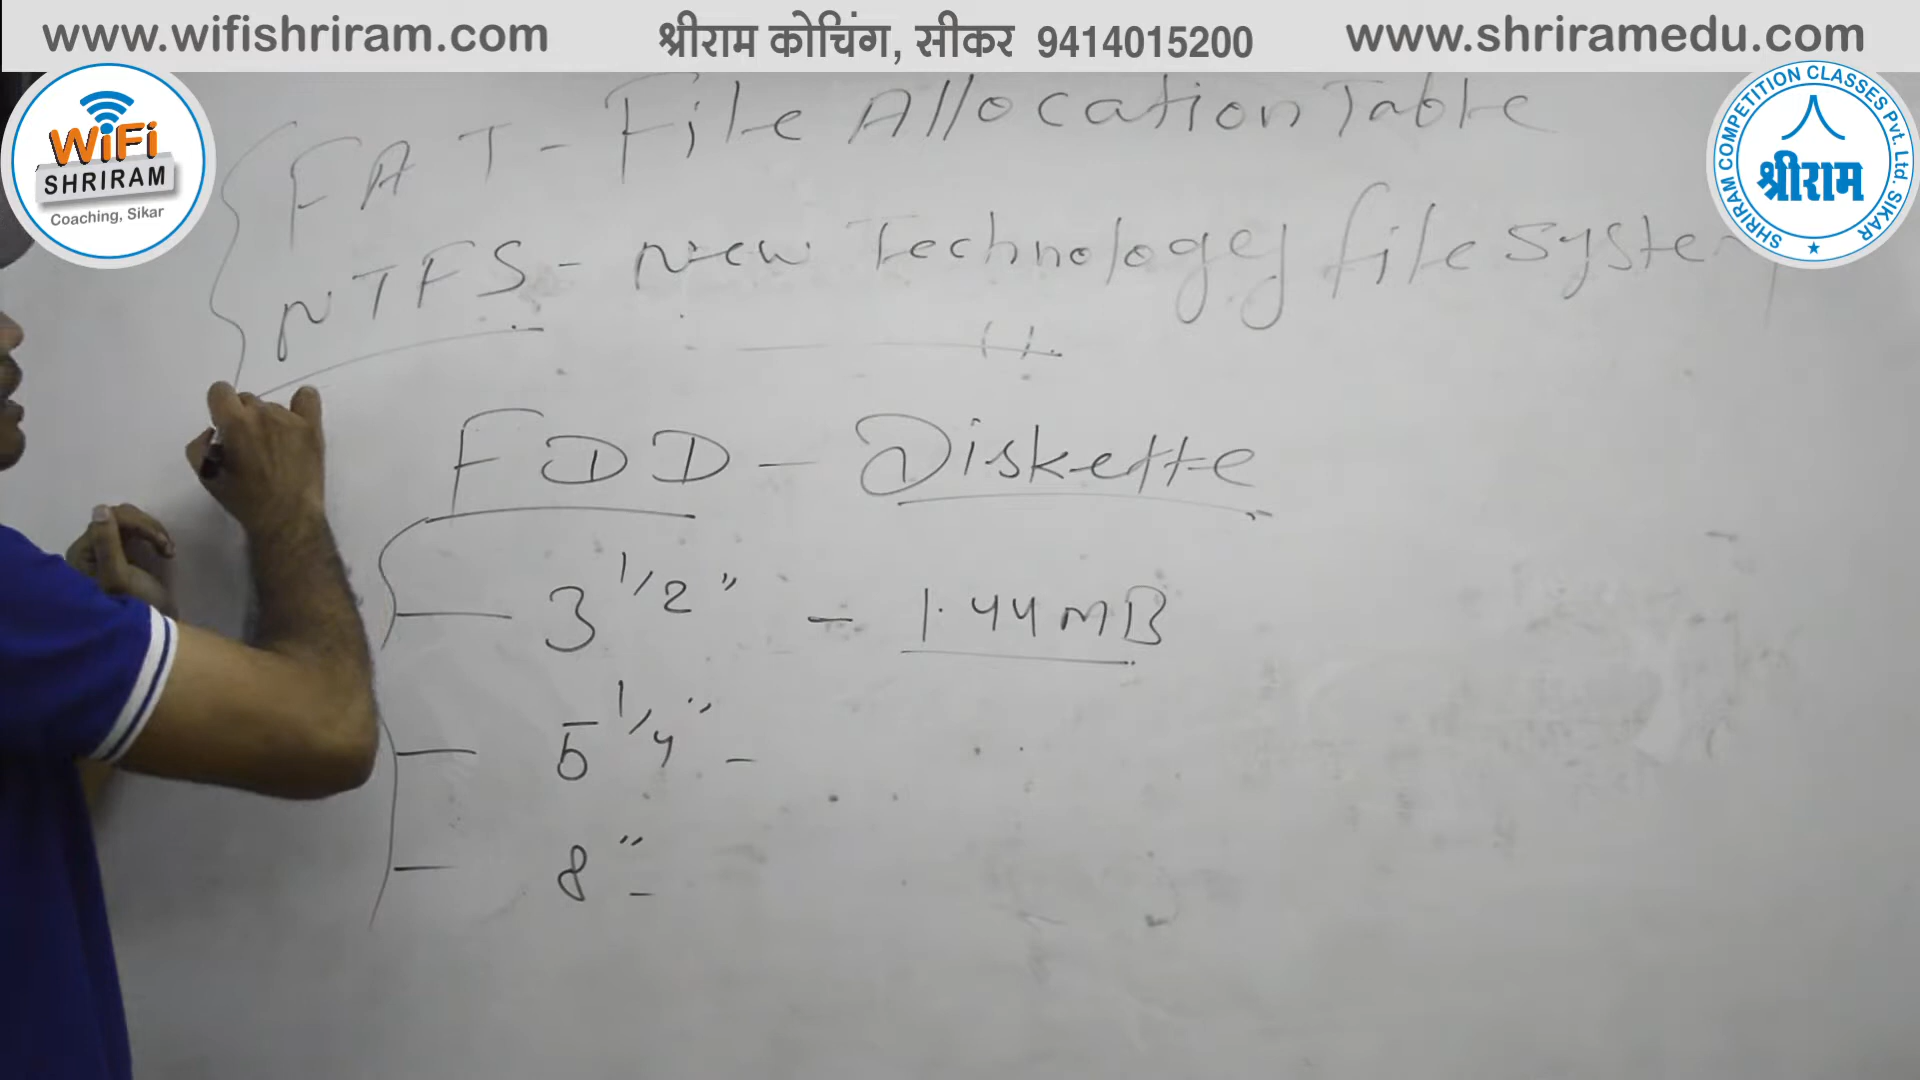 www.wifishriram.com
श्रीराम कोचिंग, सीकर 9414015200
www.shriramedu.com
WiFi
SHRIRAM
Coaching, Sikar
SHRIRAM COMPETITION CLASSES Pvt. Ltd. SIKAR
श्रीराम
FAT - File Allocation Table
NTFS - New Technologey file System
FDD - Diskette
3 1/2" - 1.44 MB
5 1/4" -
8" -